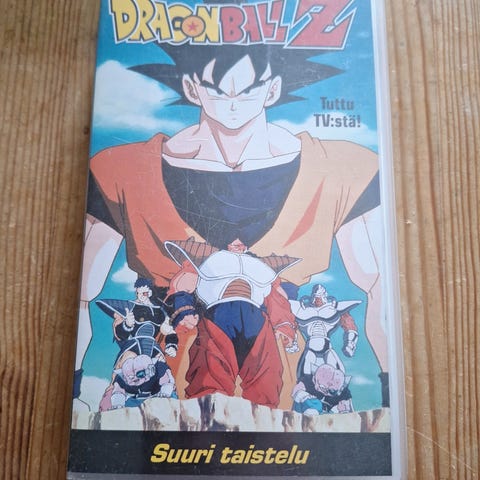 DRAGON BALL Z
Tuttu
TV:stä!
Suuri taistelu